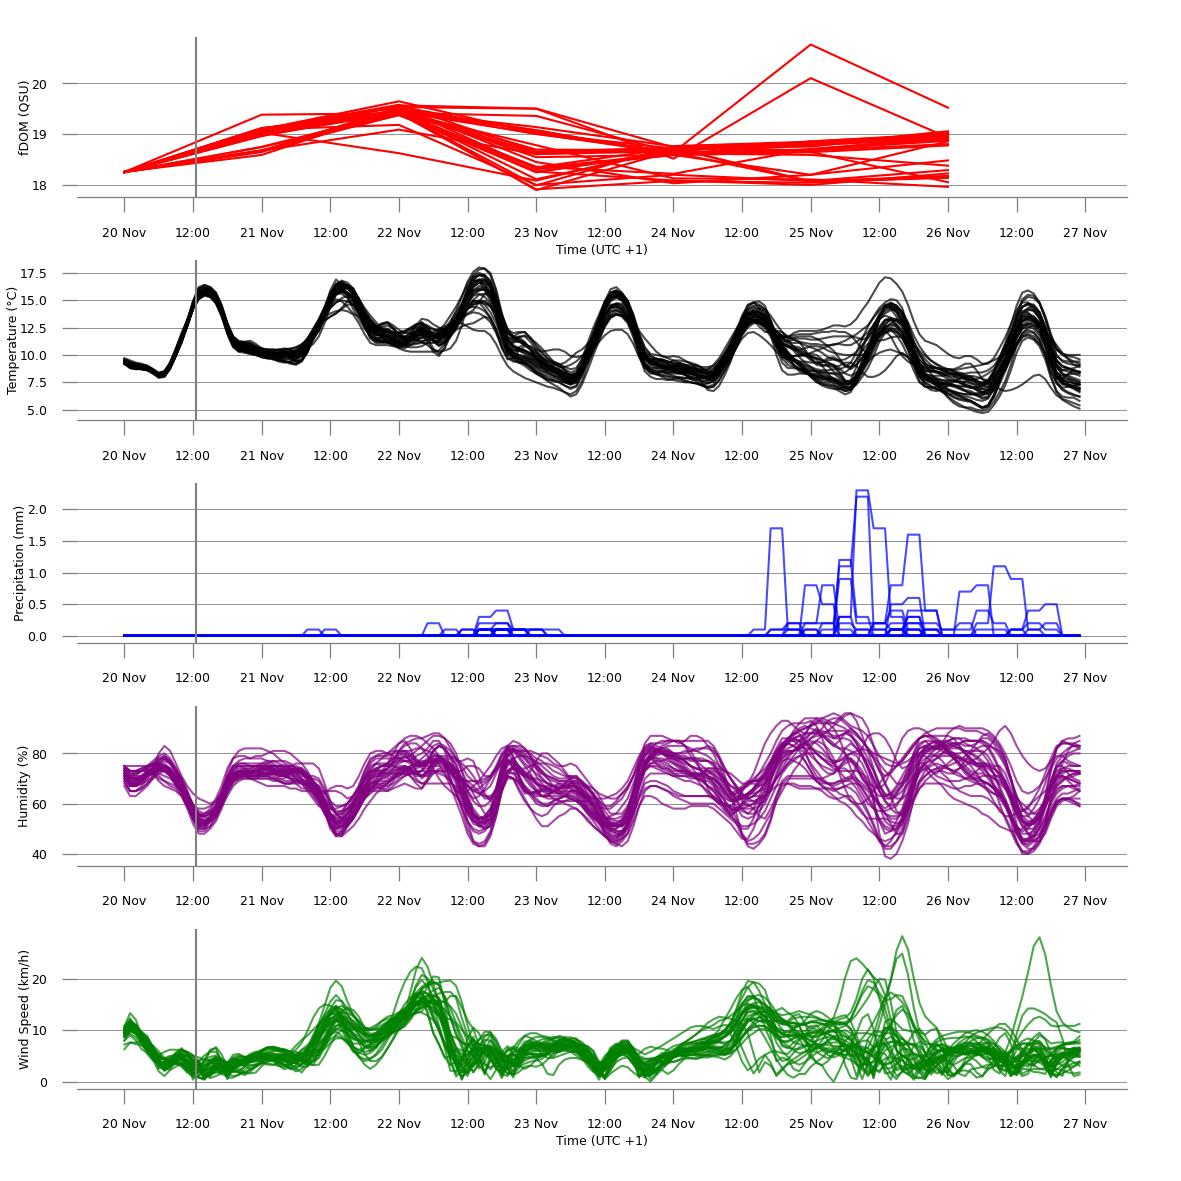 fDOM (QSU)
20
19
18
20 Nov 12:00 21 Nov 12:00 22 Nov 12:00 23 Nov 12:00 24 Nov 12:00 25 Nov 12:00 26 Nov 12:00 27 Nov
Time (UTC +1)
Temperature (°C)
17.5
15.0
12.5
10.0
7.5
5.0
20 Nov 12:00 21 Nov 12:00 22 Nov 12:00 23 Nov 12:00 24 Nov 12:00 25 Nov 12:00 26 Nov 12:00 27 Nov
Precipitation (mm)
2.0
1.5
1.0
0.5
0.0
20 Nov 12:00 21 Nov 12:00 22 Nov 12:00 23 Nov 12:00 24 Nov 12:00 25 Nov 12:00 26 Nov 12:00 27 Nov
Humidity (%)
80
60
40
20 Nov 12:00 21 Nov 12:00 22 Nov 12:00 23 Nov 12:00 24 Nov 12:00 25 Nov 12:00 26 Nov 12:00 27 Nov
Wind Speed (km/h)
20
10
0
20 Nov 12:00 21 Nov 12:00 22 Nov 12:00 23 Nov 12:00 24 Nov 12:00 25 Nov 12:00 26 Nov 12:00 27 Nov
Time (UTC +1)